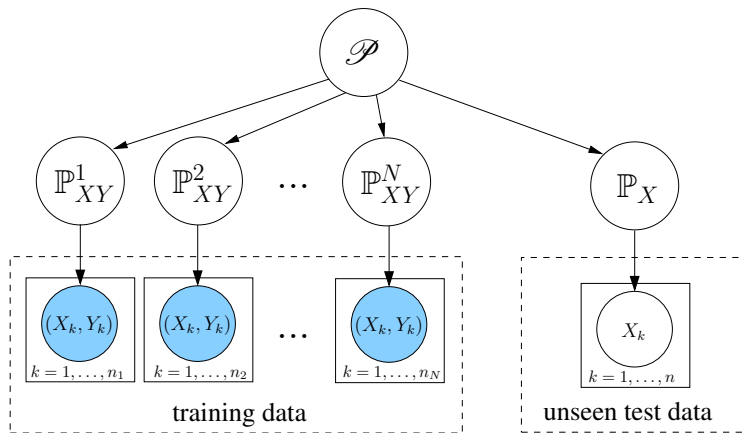 𝒫
ℙ¹_XY ℙ²_XY ... ℙᴺ_XY ℙ_X
(X_k, Y_k) (X_k, Y_k) ... (X_k, Y_k) X_k
k = 1, . . . , n_1 k = 1, . . . , n_2 k = 1, . . . , n_N k = 1, . . . , n
training data unseen test data